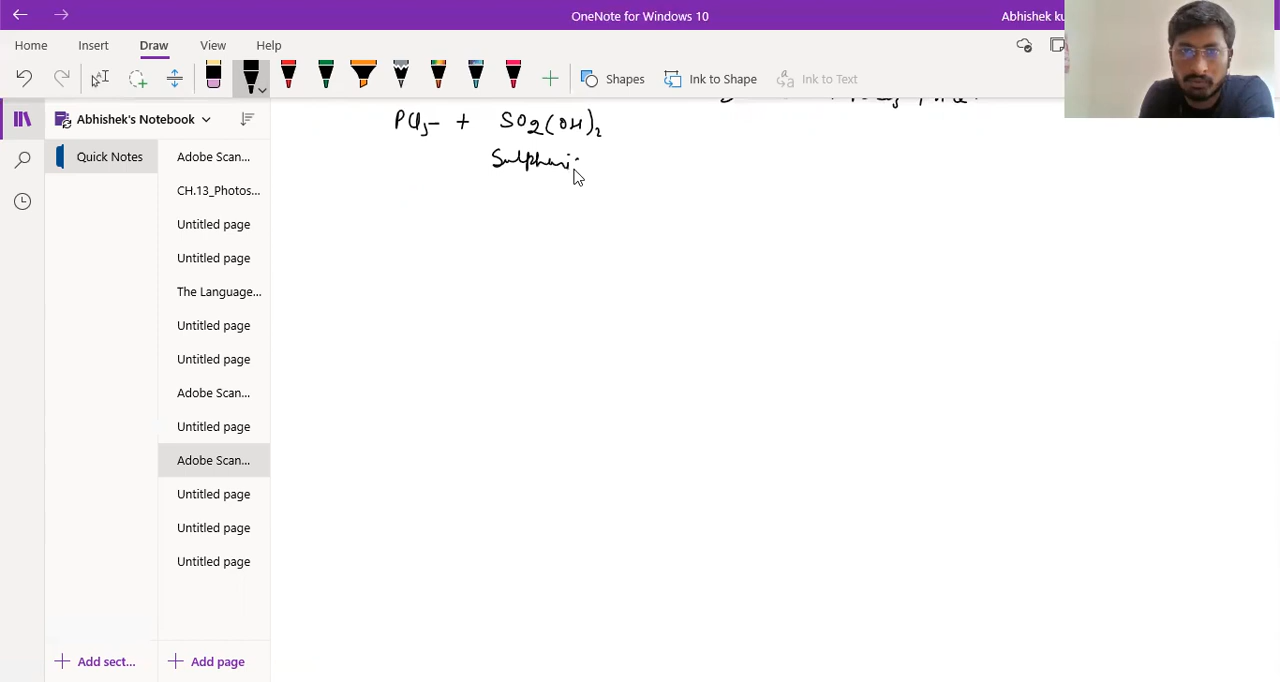 OneNote for Windows 10
Abhishek ku
Home Insert Draw View Help
Shapes Ink to Shape Ink to Text
Abhishek's Notebook
Quick Notes
Adobe Scan...
CH.13_Photos...
Untitled page
Untitled page
The Language...
Untitled page
Untitled page
Adobe Scan...
Untitled page
Adobe Scan...
Untitled page
Untitled page
Untitled page
Add sect...
Add page
PCl5 + SO2(OH)2
Sulphuri